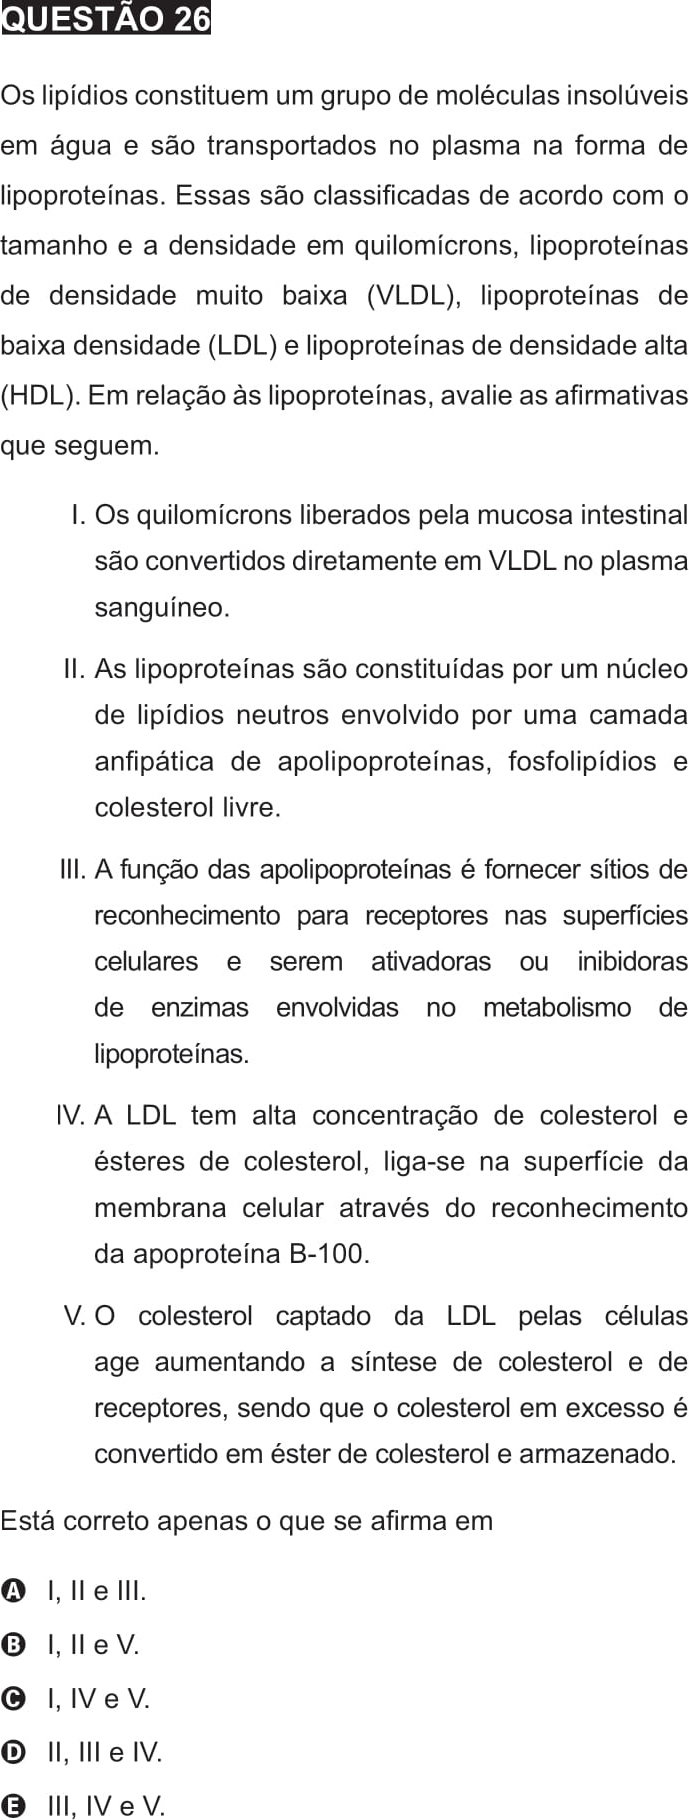 QUESTÃO 26
Os lipídios constituem um grupo de moléculas insolúveis
em água e são transportados no plasma na forma de
lipoproteínas. Essas são classificadas de acordo com o
tamanho e a densidade em quilomícrons, lipoproteínas
de densidade muito baixa (VLDL), lipoproteínas de
baixa densidade (LDL) e lipoproteínas de densidade alta
(HDL). Em relação às lipoproteínas, avalie as afirmativas
que seguem.
I. Os quilomícrons liberados pela mucosa intestinal
são convertidos diretamente em VLDL no plasma
sanguíneo.
II. As lipoproteínas são constituídas por um núcleo
de lipídios neutros envolvido por uma camada
anfipática de apolipoproteínas, fosfolipídios e
colesterol livre.
III. A função das apolipoproteínas é fornecer sítios de
reconhecimento para receptores nas superfícies
celulares e serem ativadoras ou inibidoras
de enzimas envolvidas no metabolismo de
lipoproteínas.
IV. A LDL tem alta concentração de colesterol e
ésteres de colesterol, liga-se na superfície da
membrana celular através do reconhecimento
da apoproteína B-100.
V. O colesterol captado da LDL pelas células
age aumentando a síntese de colesterol e de
receptores, sendo que o colesterol em excesso é
convertido em éster de colesterol e armazenado.
Está correto apenas o que se afirma em
A I, II e III.
B I, II e V.
C I, IV e V.
D II, III e IV.
E III, IV e V.